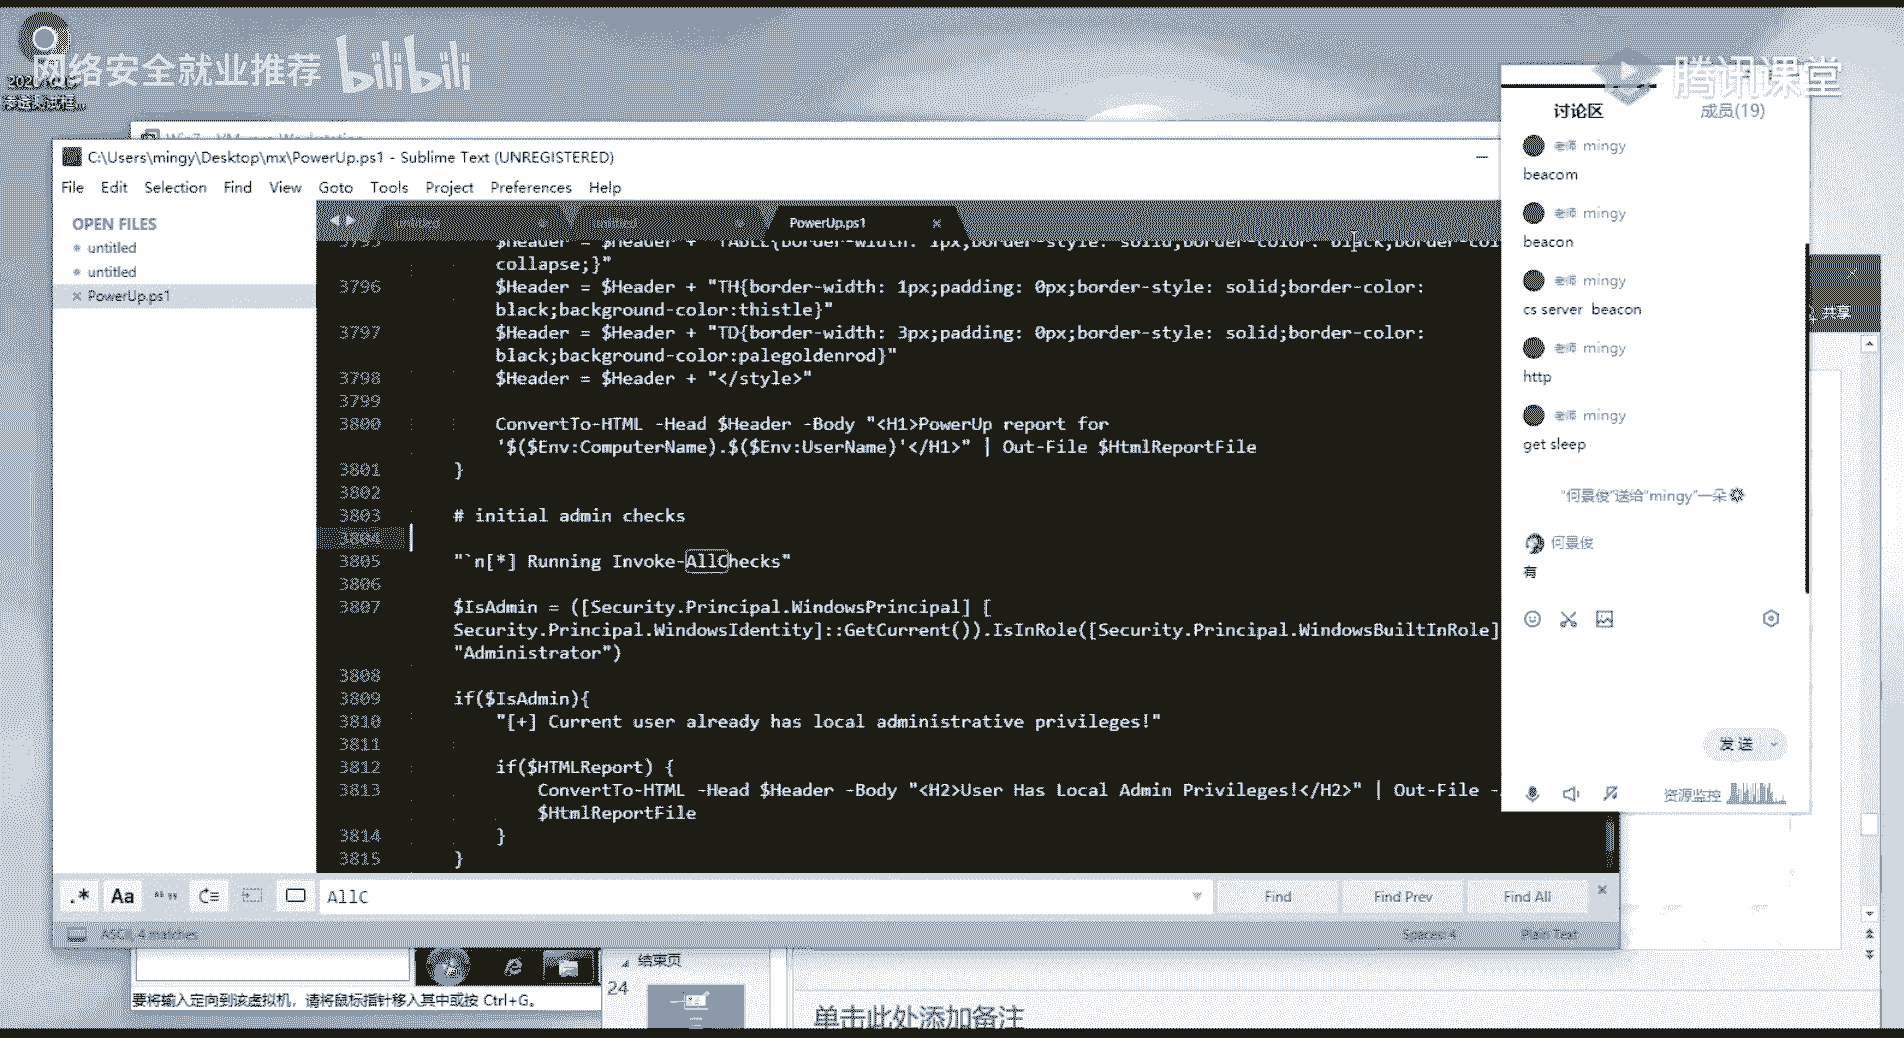 网络安全就业推荐 bilibili
腾讯课堂
C:\Users\mingy\Desktop\mx\PowerUp.ps1 - Sublime Text (UNREGISTERED)
File Edit Selection Find View Goto Tools Project Preferences Help
OPEN FILES
untitled
untitled
PowerUp.ps1
untitled untitled PowerUp.ps1
3795 $Header = $Header + "TABLE{border-width: 1px;border-style: solid;border-color: black;border-col
collapse;}"
3796 $Header = $Header + "TH{border-width: 1px;padding: 0px;border-style: solid;border-color:
black;background-color:thistle}"
3797 $Header = $Header + "TD{border-width: 3px;padding: 0px;border-style: solid;border-color:
black;background-color:palegoldenrod}"
3798 $Header = $Header + "</style>"
3799
3800 ConvertTo-HTML -Head $Header -Body "<H1>PowerUp report for
'$($Env:ComputerName).$($Env:UserName)'</H1>" | Out-File $HtmlReportFile
3801 }
3802
3803 # initial admin checks
3804
3805 "`n[*] Running Invoke-AllChecks"
3806
3807 $IsAdmin = ([Security.Principal.WindowsPrincipal] [
Security.Principal.WindowsIdentity]::GetCurrent()).IsInRole([Security.Principal.WindowsBuiltInRole]
"Administrator")
3808
3809 if($IsAdmin){
3810 "[+] Current user already has local administrative privileges!"
3811
3812 if($HTMLReport) {
3813 ConvertTo-HTML -Head $Header -Body "<H2>User Has Local Admin Privileges!</H2>" | Out-File -
$HtmlReportFile
3814 }
3815 }
.* Aa AllC Find Find Prev Find All
ASCII, 4 matches Spaces: 4 Plain Text
讨论区 成员(19)
老师 mingy
beacom
老师 mingy
beacon
老师 mingy
cs server beacon
老师 mingy
http
老师 mingy
get sleep
"何景俊"送给"mingy"一朵
何景俊
有
发送
资源监控
共享
要将输入定向到该虚拟机，请将鼠标指针移入其中或按 Ctrl+G。
结束页
24
单击此处添加备注